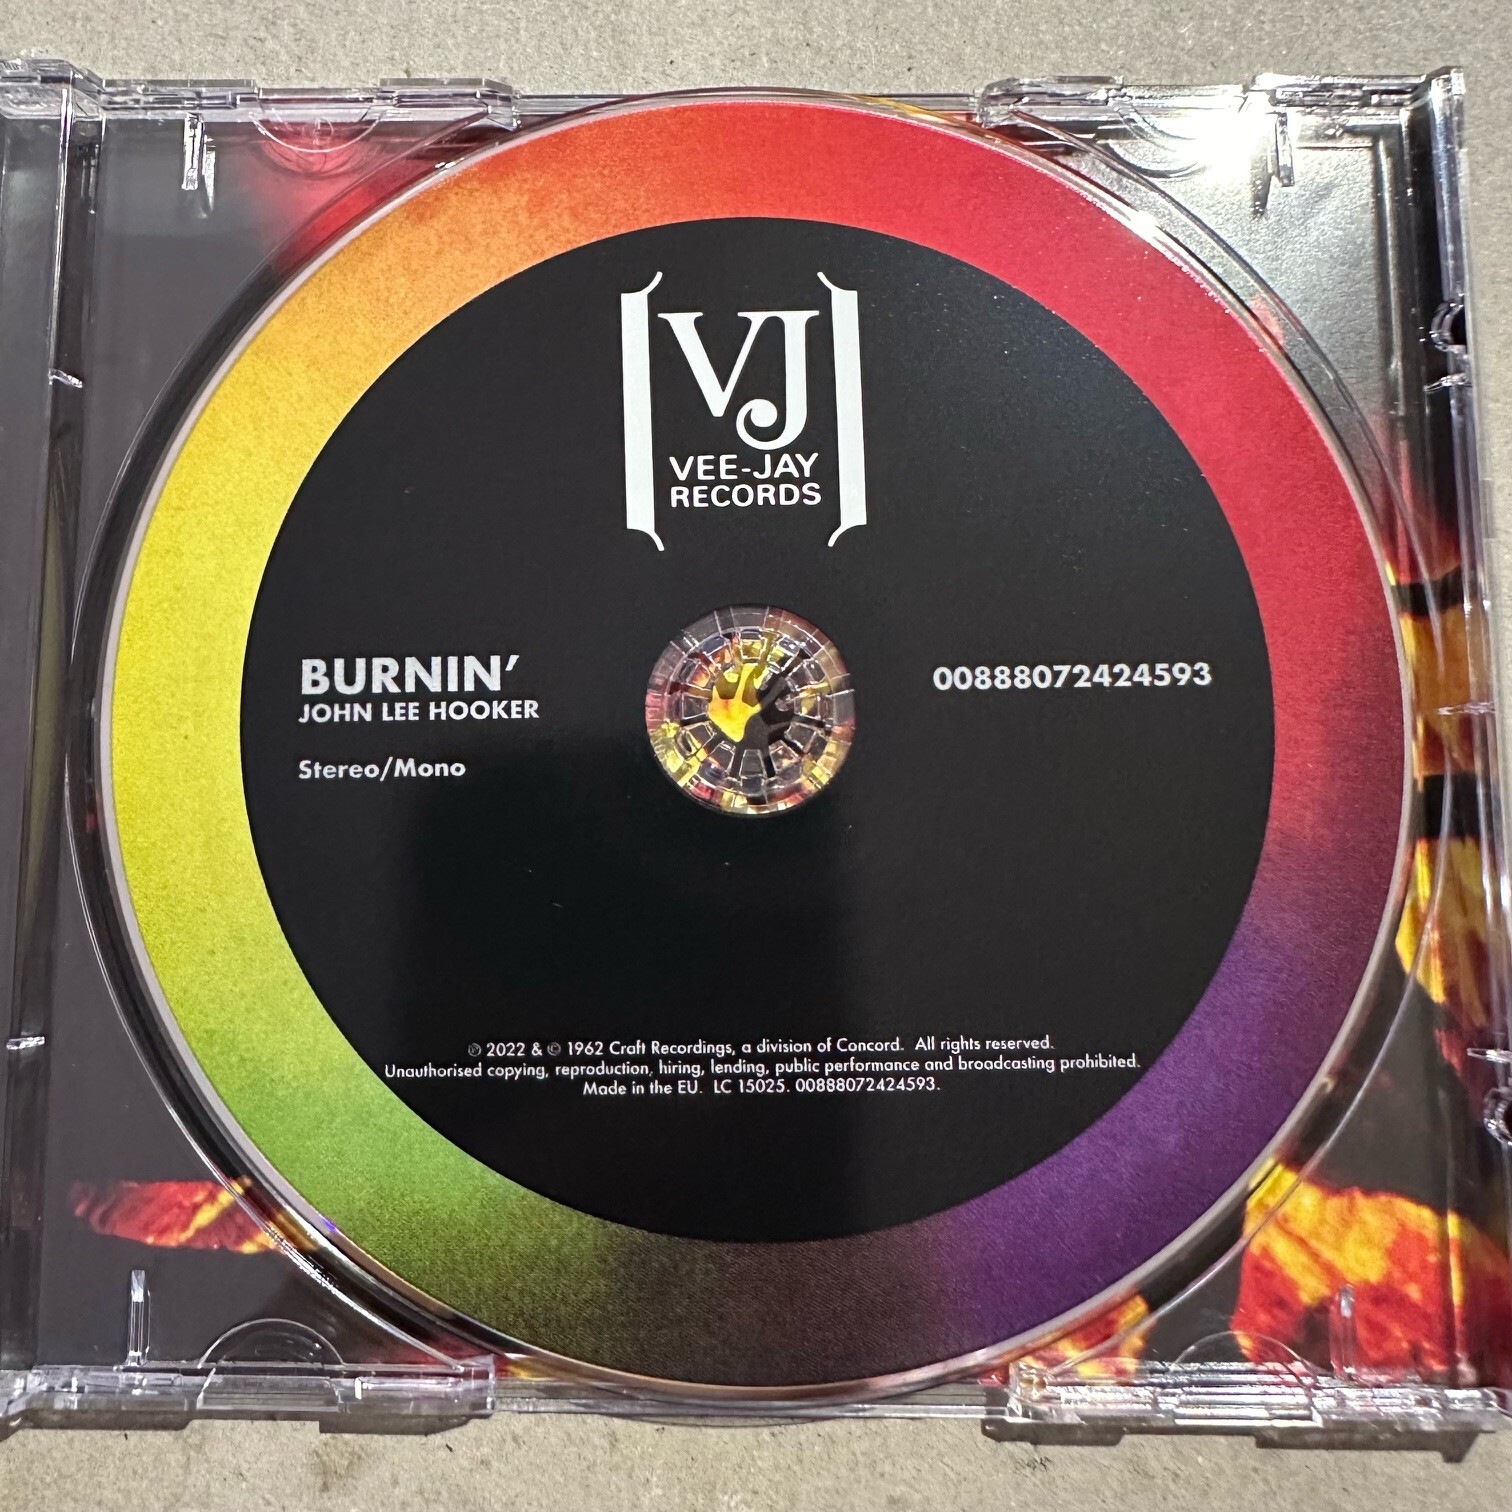 VJ
VEE-JAY
RECORDS
BURNIN’
JOHN LEE HOOKER
Stereo/Mono
00888072424593
℗ 2022 & © 1962 Craft Recordings, a division of Concord. All rights reserved.
Unauthorised copying, reproduction, hiring, lending, public performance and broadcasting prohibited.
Made in the EU. LC 15025. 00888072424593.